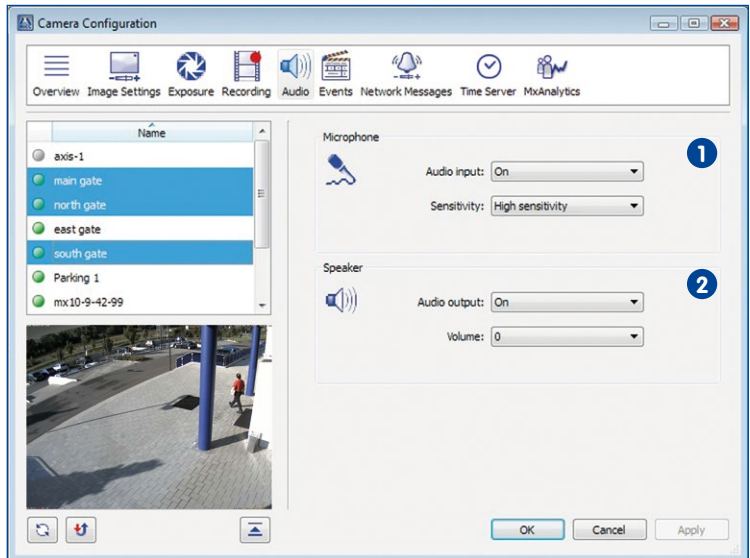 Camera Configuration
Overview Image Settings Exposure Recording Audio Events Network Messages Time Server MxAnalytics
Name
axis-1
main gate
north gate
east gate
south gate
Parking 1
mx10-9-42-99
Microphone
1
Audio input: On
Sensitivity: High sensitivity
Speaker
2
Audio output: On
Volume: 0
OK Cancel Apply